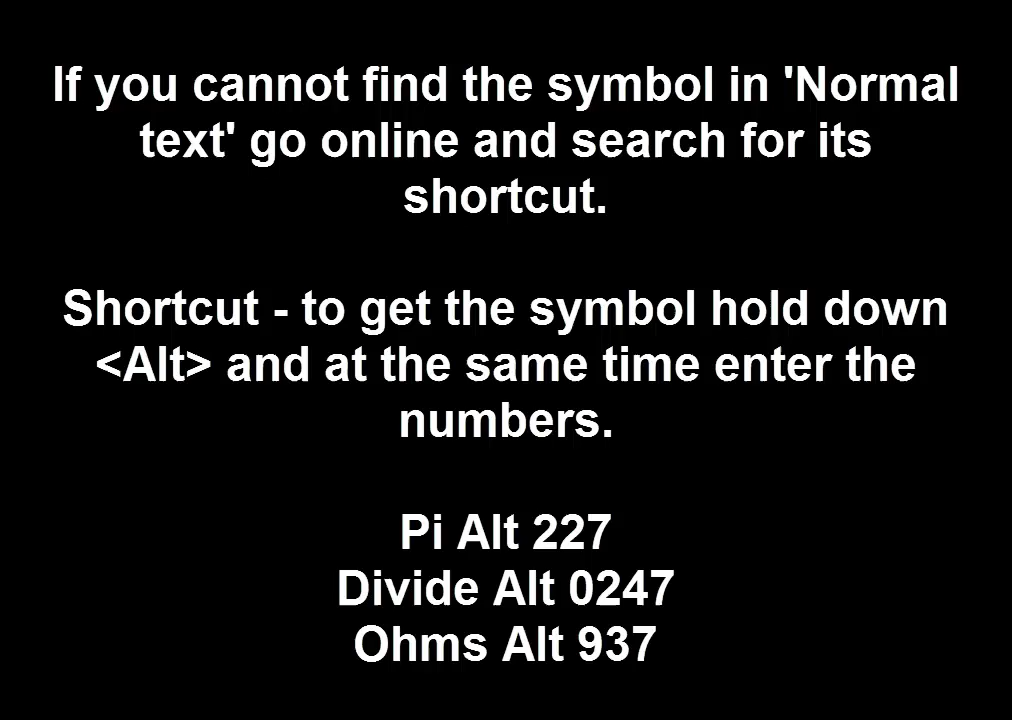 If you cannot find the symbol in 'Normal
text' go online and search for its
shortcut.
Shortcut - to get the symbol hold down
<Alt> and at the same time enter the
numbers.
Pi Alt 227
Divide Alt 0247
Ohms Alt 937